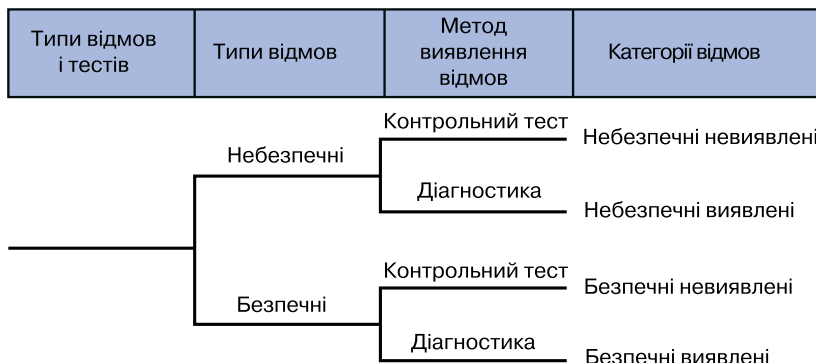 Типи відмов
і тестів
Типи відмов
Метод
виявлення
відмов
Категорії відмов
Контрольний тест
Небезпечні невиявлені
Небезпечні
Діагностика
Небезпечні виявлені
Контрольний тест
Безпечні невиявлені
Безпечні
Діагностика
Безпечні виявлені